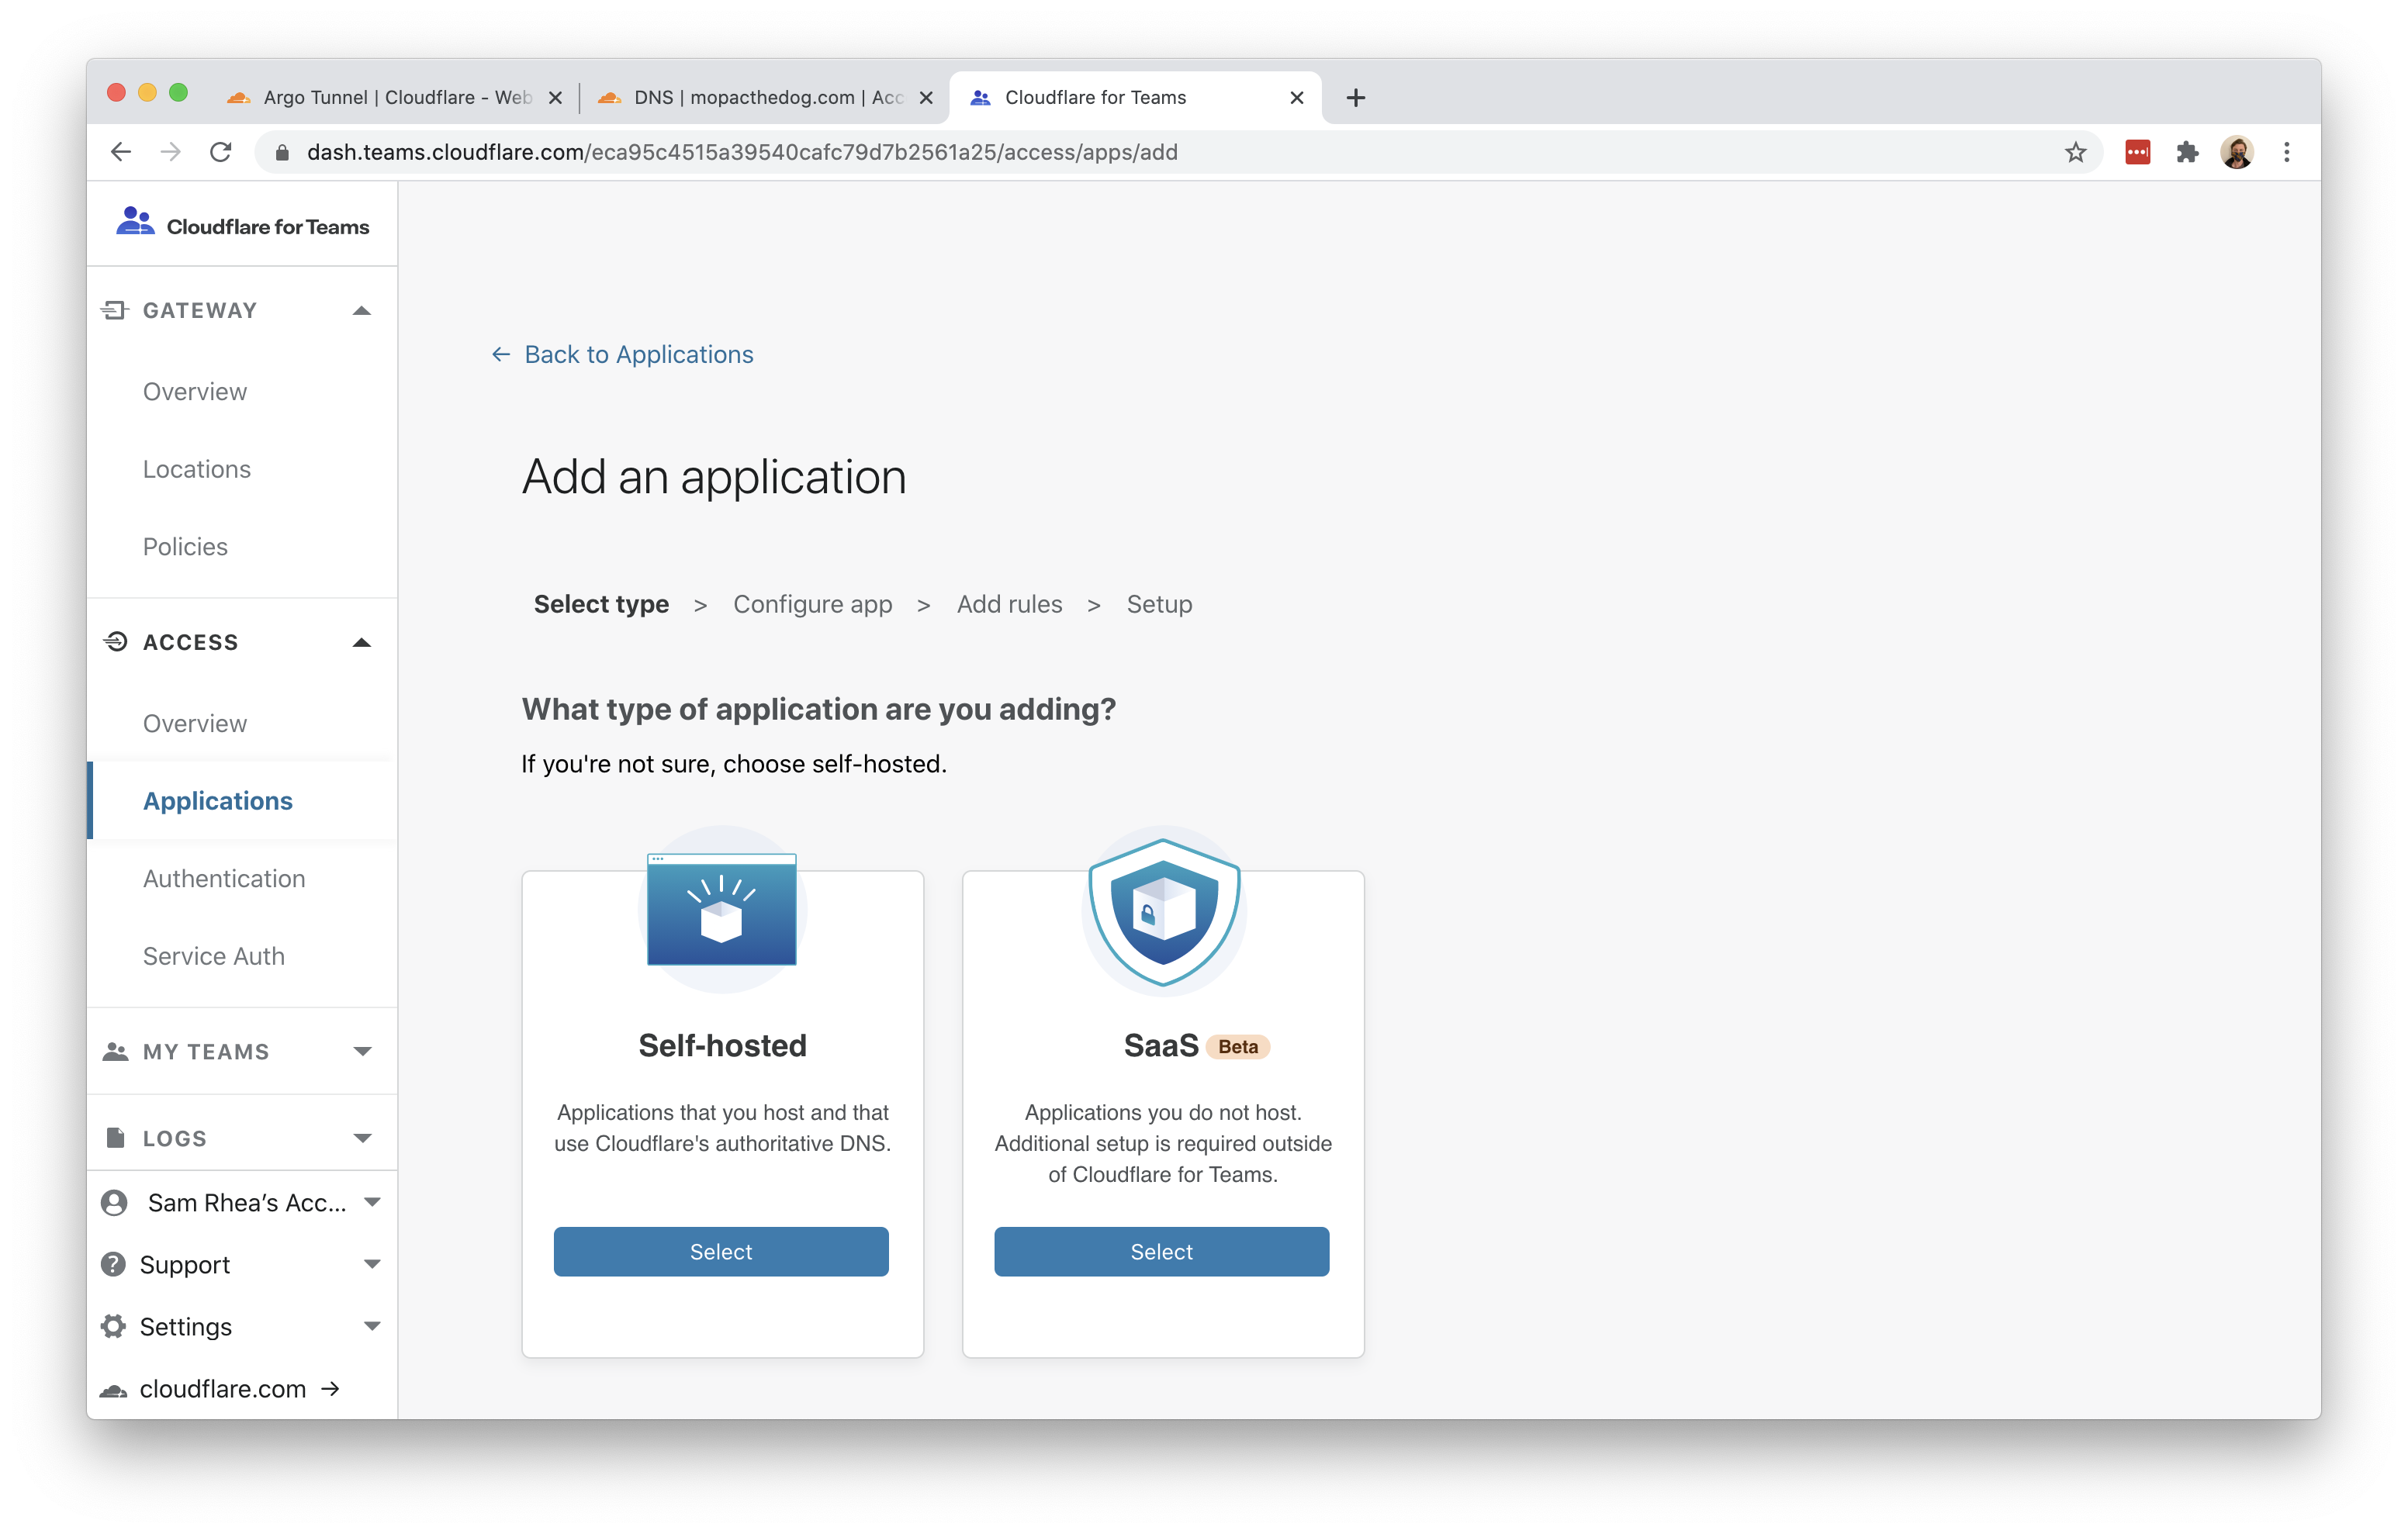 Argo Tunnel | Cloudflare - Web
DNS | mopacthedog.com | Acc
Cloudflare for Teams
dash.teams.cloudflare.com/eca95c4515a39540cafc79d7b2561a25/access/apps/add
Cloudflare for Teams
GATEWAY
Overview
Locations
Policies
ACCESS
Overview
Applications
Authentication
Service Auth
MY TEAMS
LOGS
Sam Rhea’s Acc...
Support
Settings
cloudflare.com →
← Back to Applications
Add an application
Select type > Configure app > Add rules > Setup
What type of application are you adding?
If you're not sure, choose self-hosted.
Self-hosted
Applications that you host and that
use Cloudflare's authoritative DNS.
Select
SaaS Beta
Applications you do not host.
Additional setup is required outside
of Cloudflare for Teams.
Select